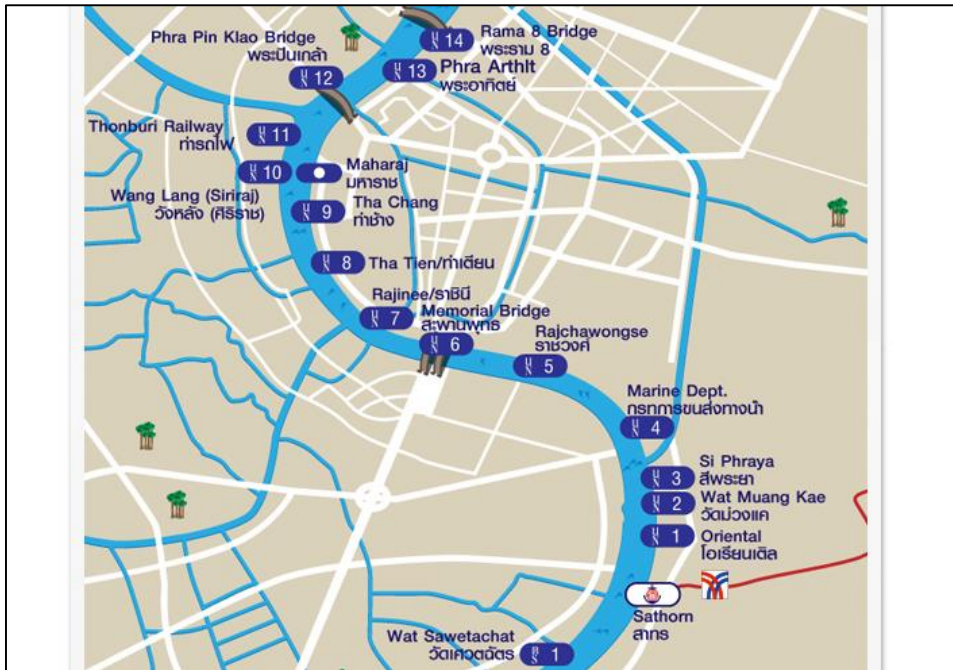 Phra Pin Klao Bridge
พระปิ่นเกล้า
N 12
N 14
Rama 8 Bridge
พระราม 8
N 13
Phra ArthIt
พระอาทิตย์
Thonburi Railway
ท่ารถไฟ
N 11
N 10
Wang Lang (Siriraj)
วังหลัง (ศิริราช)
Maharaj
มหาราช
N 9
Tha Chang
ท่าช้าง
N 8
Tha Tien/ท่าเตียน
Rajinee/ราชินี
N 7
Memorial Bridge
สะพานพุทธ
N 6
Rajchawongse
ราชวงศ์
N 5
Marine Dept.
กรทการขนส่งทางน้ำ
N 4
Si Phraya
สี่พระยา
N 3
N 2
Wat Muang Kae
วัดม่วงแค
N 1
Oriental
โอเรียนเต็ล
Sathorn
สาทร
Wat Sawetachat
วัดเศวตฉัตร
S 1